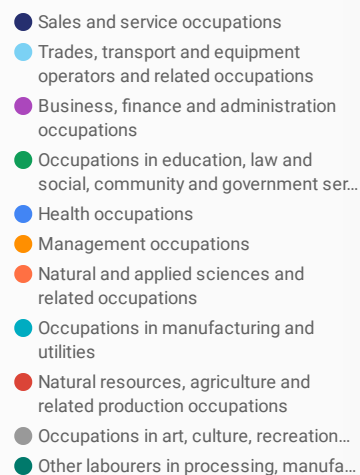 Sales and service occupations
Trades, transport and equipment
operators and related occupations
Business, finance and administration
occupations
Occupations in education, law and
social, community and government ser...
Health occupations
Management occupations
Natural and applied sciences and
related occupations
Occupations in manufacturing and
utilities
Natural resources, agriculture and
related production occupations
Occupations in art, culture, recreation...
Other labourers in processing, manufa...